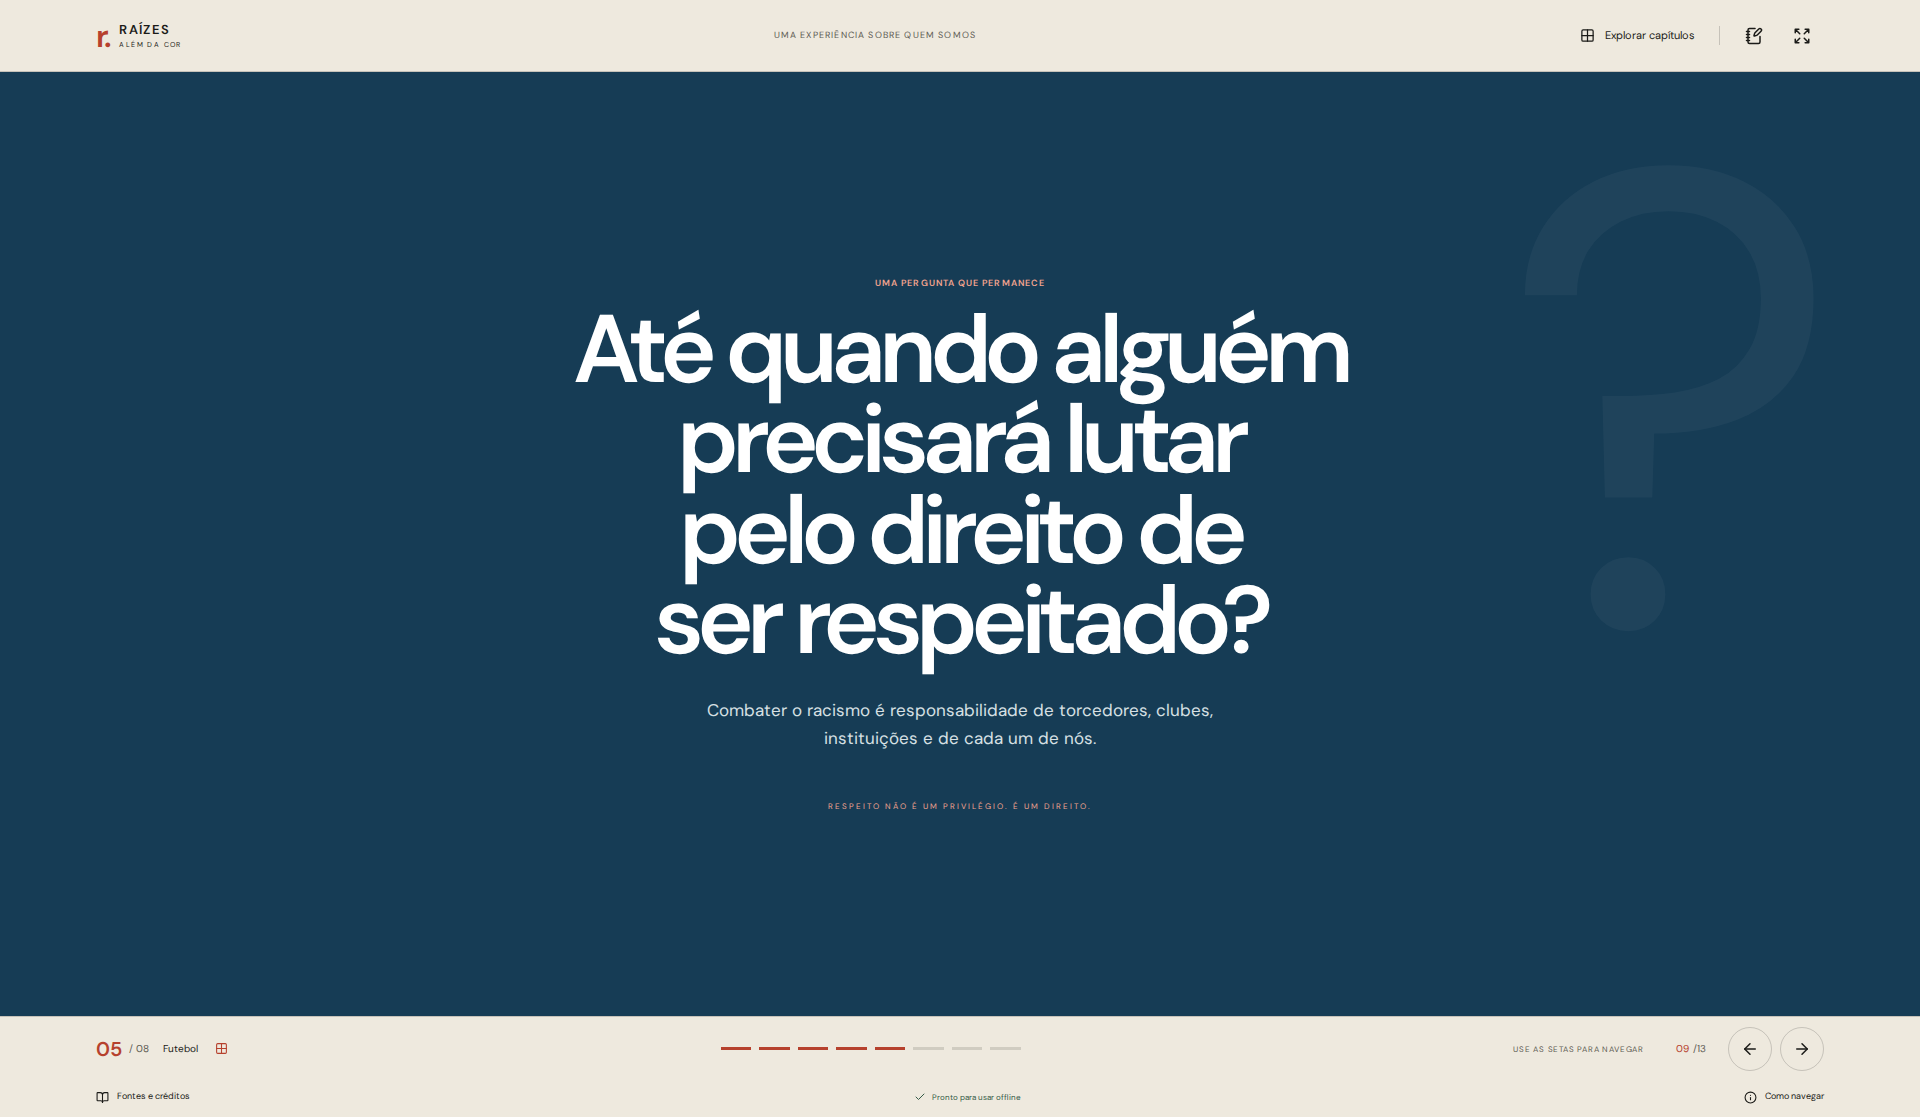 r. RAÍZES
ALÉM DA COR
UMA EXPERIÊNCIA SOBRE QUEM SOMOS
Explorar capítulos
?
UMA PERGUNTA QUE PERMANECE
Até quando alguém
precisará lutar
pelo direito de
ser respeitado?
Combater o racismo é responsabilidade de torcedores, clubes,
instituições e de cada um de nós.
RESPEITO NÃO É UM PRIVILÉGIO. É UM DIREITO.
05 / 08 Futebol
USE AS SETAS PARA NAVEGAR 09 /13
Fontes e créditos
Pronto para usar offline
Como navegar